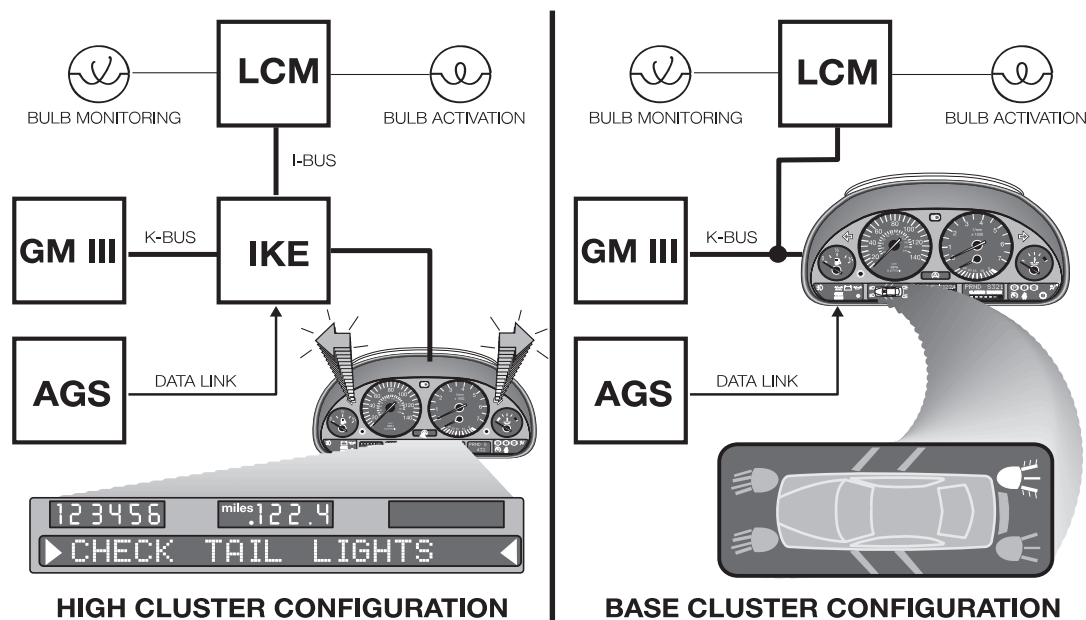 LCM
BULB MONITORING
BULB ACTIVATION
I-BUS
GM III
K-BUS
IKE
AGS
DATA LINK
123456
miles .122.4
CHECK TAIL LIGHTS
HIGH CLUSTER CONFIGURATION
LCM
BULB MONITORING
BULB ACTIVATION
GM III
K-BUS
AGS
DATA LINK
BASE CLUSTER CONFIGURATION